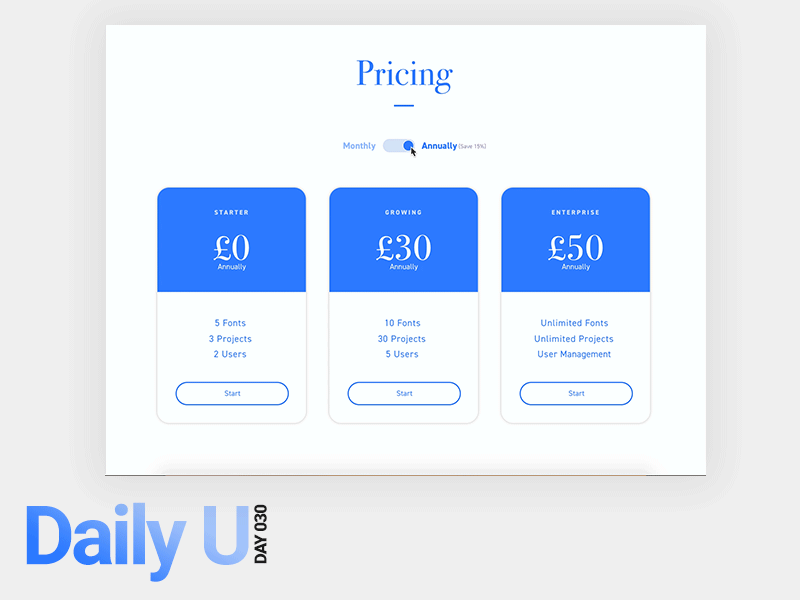 Pricing
Monthly Annually (Save 15%)
STARTER
£0
Annually
5 Fonts
3 Projects
2 Users
Start
GROWING
£30
Annually
10 Fonts
30 Projects
5 Users
Start
ENTERPRISE
£50
Annually
Unlimited Fonts
Unlimited Projects
User Management
Start
Daily U
DAY 030